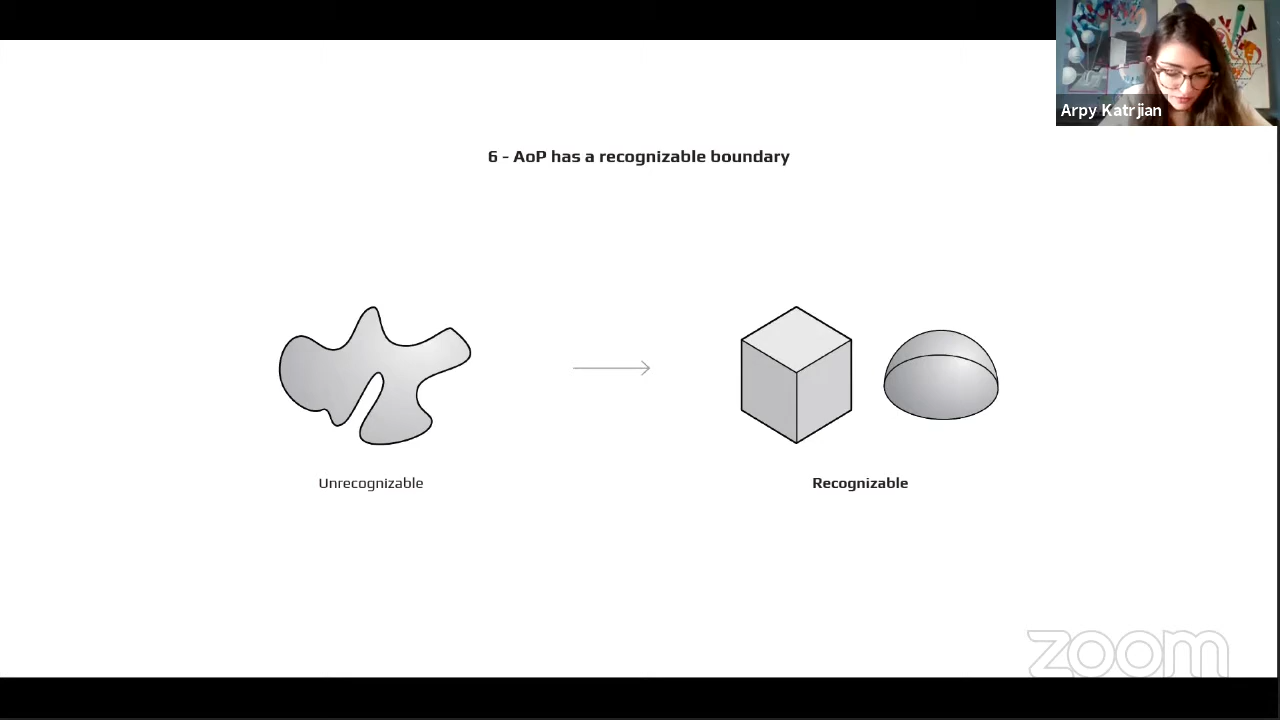 Arpy Katrjian
6 - AoP has a recognizable boundary
Unrecognizable
Recognizable
zoom